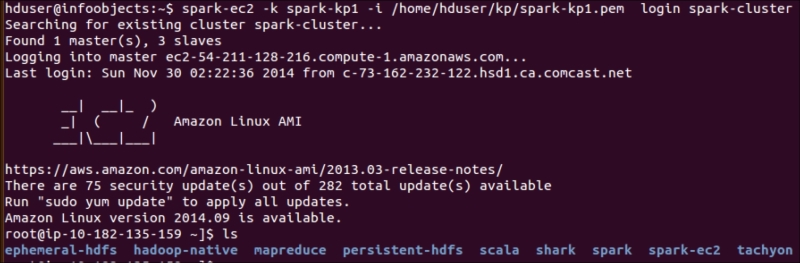 hduser@infoobjects:~$ spark-ec2 -k spark-kp1 -i /home/hduser/kp/spark-kp1.pem  login spark-cluster
Searching for existing cluster spark-cluster...
Found 1 master(s), 3 slaves
Logging into master ec2-54-211-128-216.compute-1.amazonaws.com...
Last login: Sun Nov 30 02:22:36 2014 from c-73-162-232-122.hsd1.ca.comcast.net
       __|  __|_  )
       _|  (     /   Amazon Linux AMI
      ___|\___|___|
https://aws.amazon.com/amazon-linux-ami/2013.03-release-notes/
There are 75 security update(s) out of 282 total update(s) available
Run "sudo yum update" to apply all updates.
Amazon Linux version 2014.09 is available.
root@ip-10-182-135-159 ~]$ ls
ephemeral-hdfs  hadoop-native  mapreduce  persistent-hdfs  scala  shark  spark  spark-ec2  tachyon